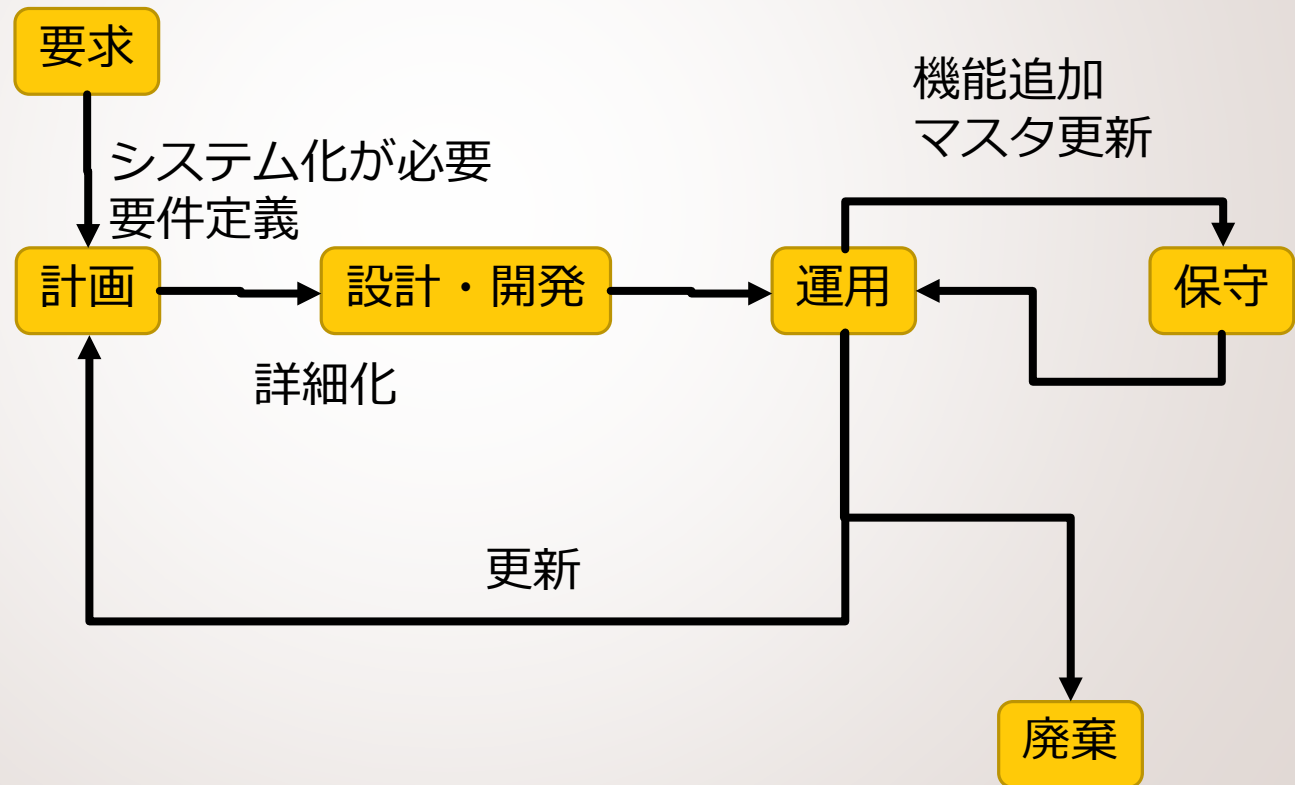 要求
機能追加
マスタ更新
システム化が必要
要件定義
計画
設計・開発
運用
保守
詳細化
更新
廃棄